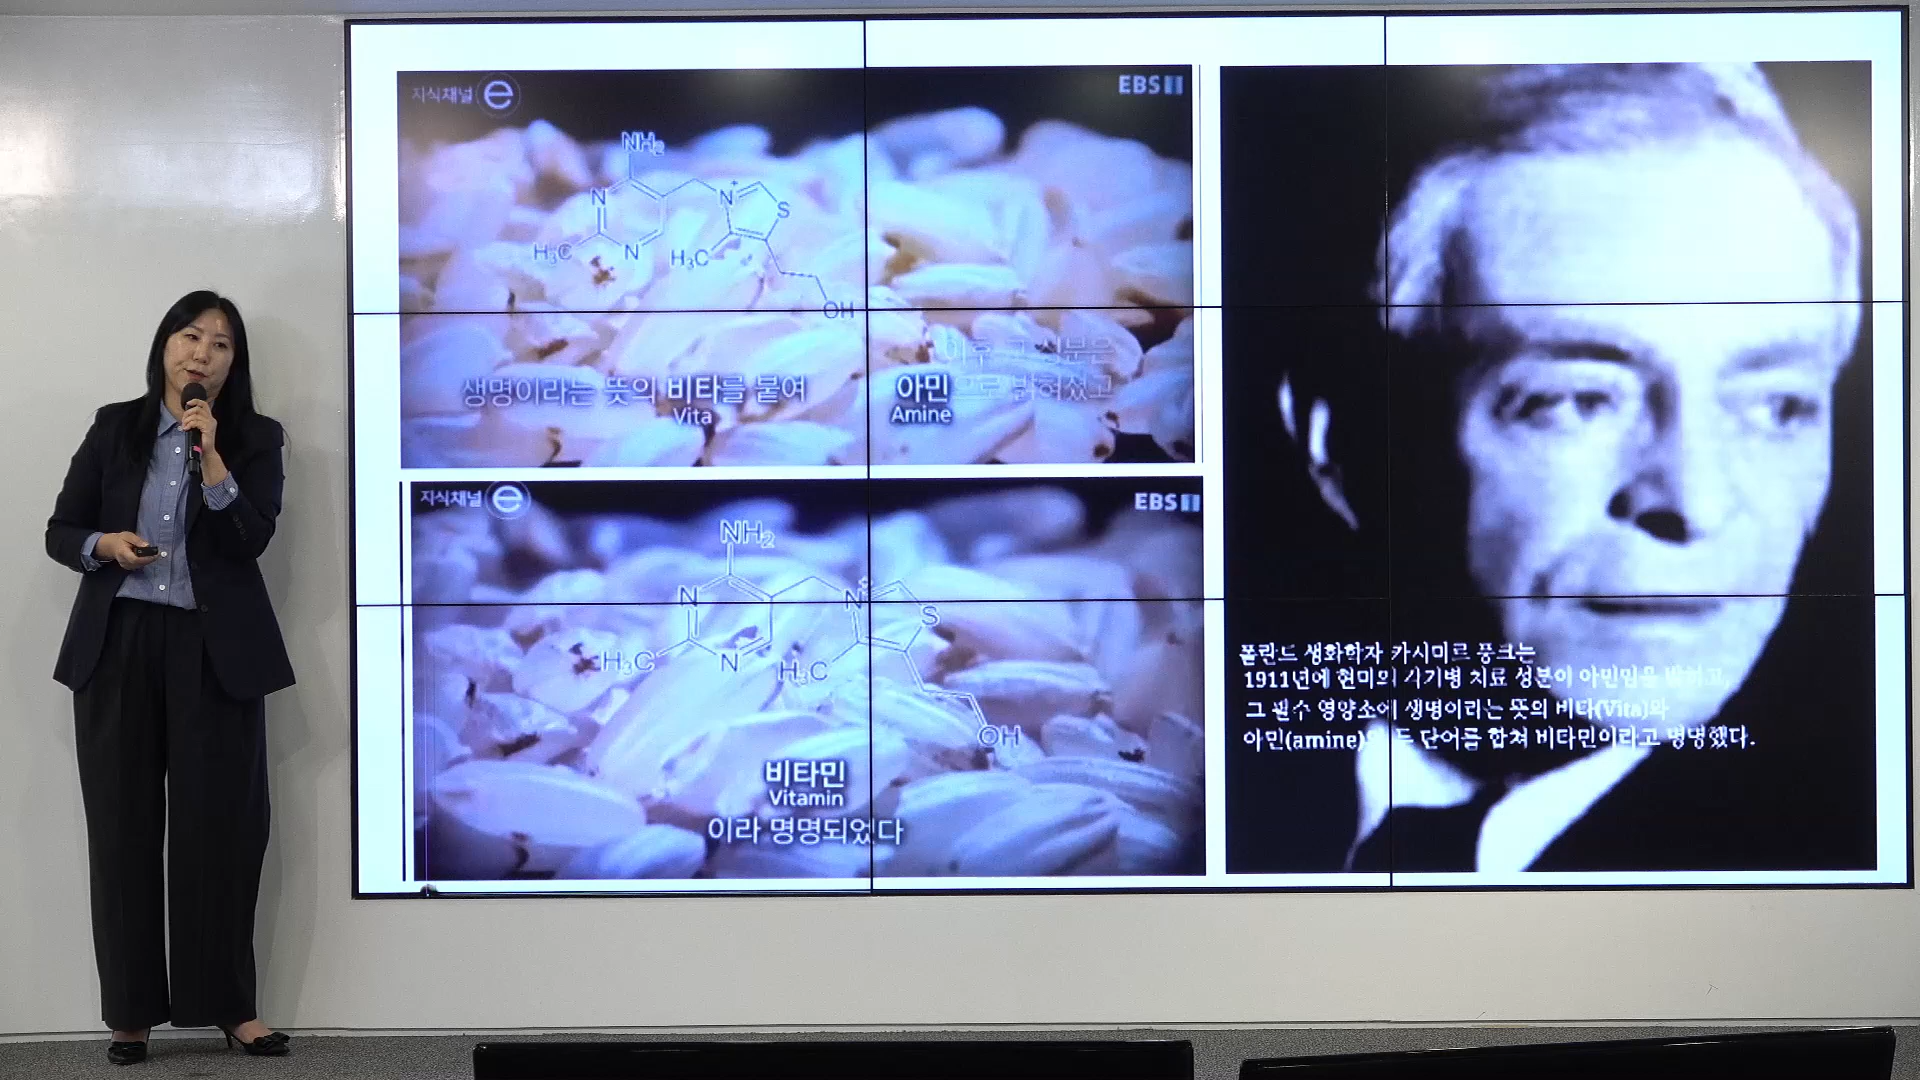 지식채널 e
EBS
NH₂
N
N
S
H₃C
N
H₃C
OH
이후 그 성분은
생명이라는 뜻의 비타를 붙여
아민으로 밝혀졌고
Vita
Amine
지식채널 e
EBS
NH₂
N
N
S
H₃C
N
H₃C
OH
비타민
Vitamin
이라 명명되었다
폴란드 생화학자 카시미르 풍크는
1911년에 현미의 각기병 치료 성분이 아민임을 밝히고,
그 필수 영양소에 생명이라는 뜻의 비타(Vita)와
아민(amine)의 두 단어를 합쳐 비타민이라고 명명했다.